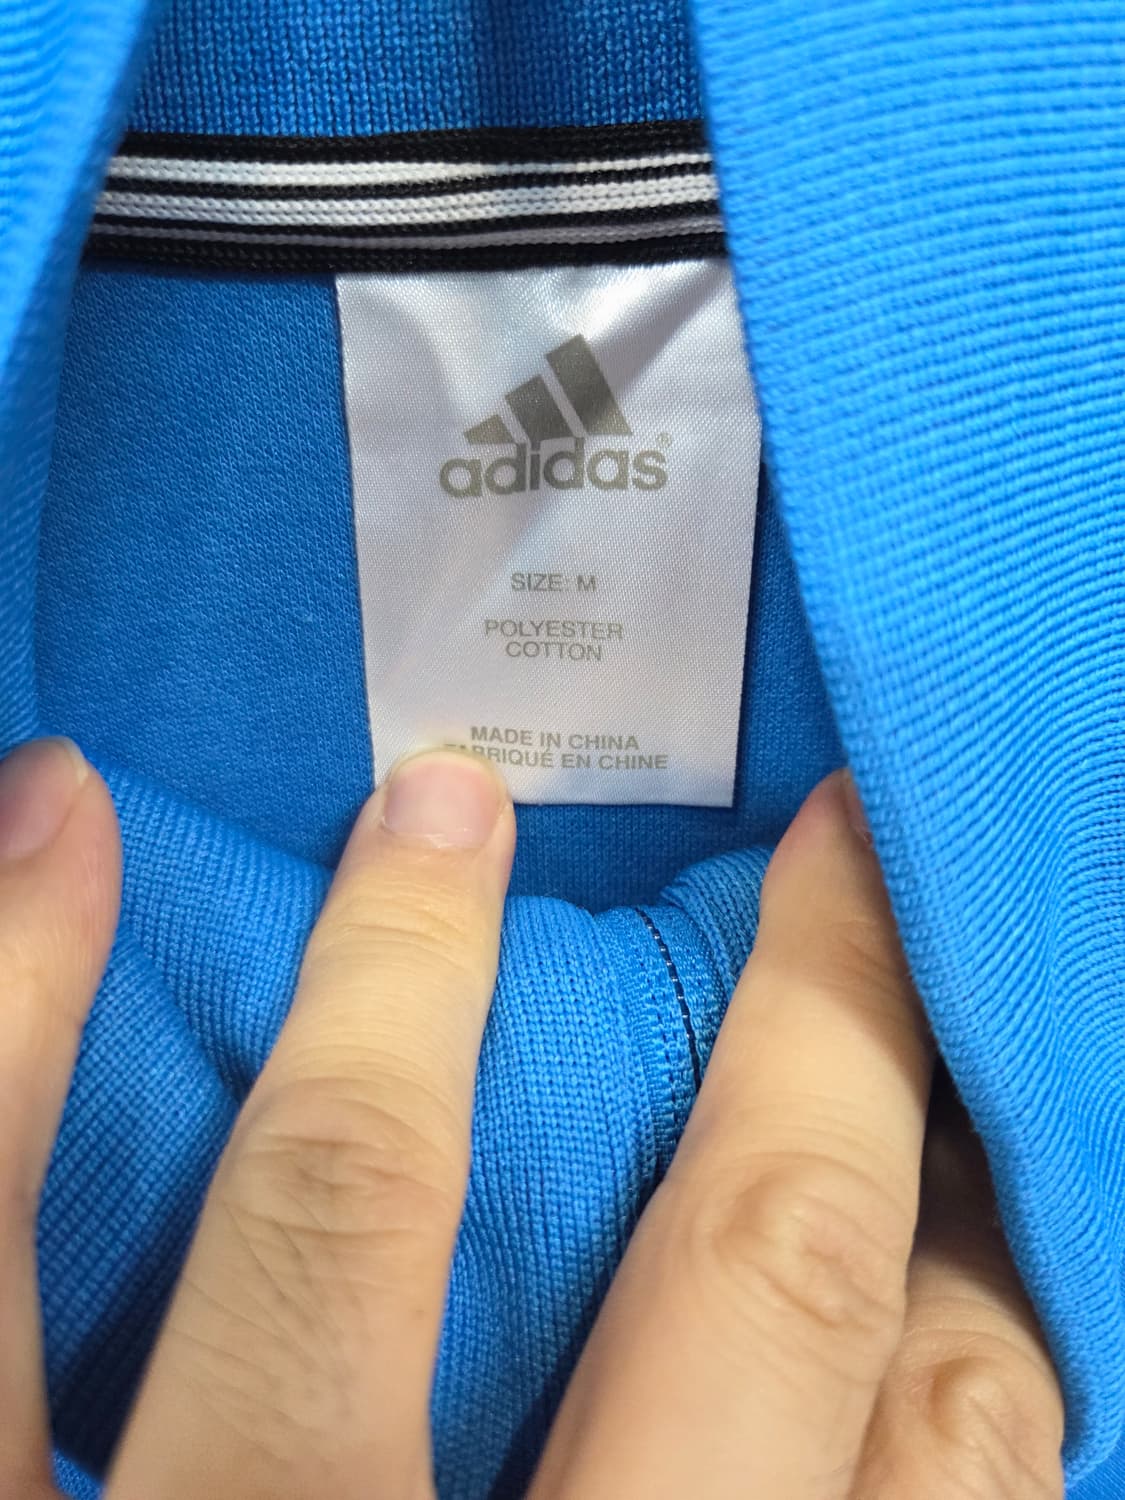 adidas®
SIZE: M
POLYESTER
COTTON
MADE IN CHINA
FABRIQUÉ EN CHINE